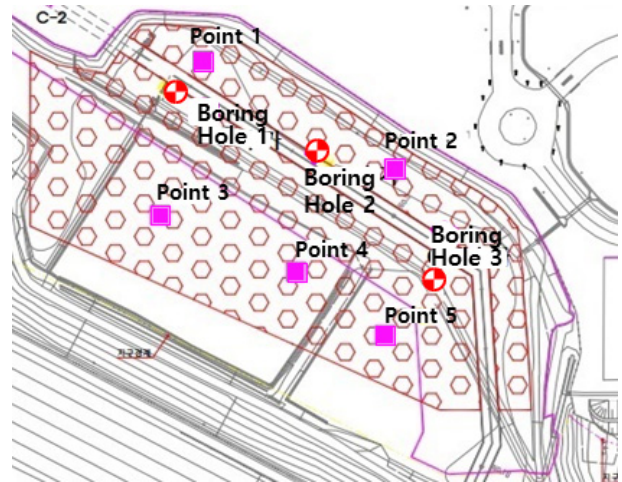 C-2
Point 1
Boring
Hole 1
Point 2
Boring
Hole 2
Point 3
Boring
Hole 3
Point 4
Point 5
지구경계